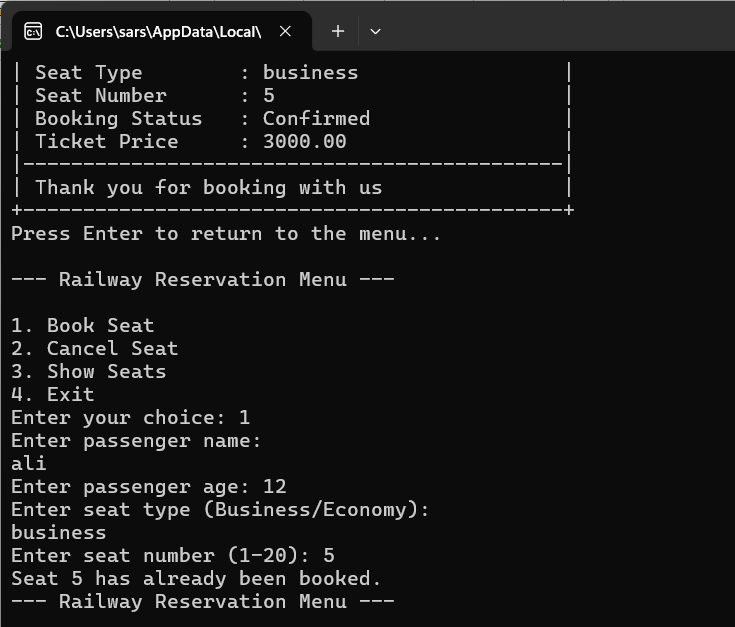 C:\Users\sars\AppData\Local\
| Seat Type        : business                 |
| Seat Number      : 5                        |
| Booking Status   : Confirmed                |
| Ticket Price     : 3000.00                  |
|---------------------------------------------|
| Thank you for booking with us               |
+---------------------------------------------+
Press Enter to return to the menu...
--- Railway Reservation Menu ---
1. Book Seat
2. Cancel Seat
3. Show Seats
4. Exit
Enter your choice: 1
Enter passenger name:
ali
Enter passenger age: 12
Enter seat type (Business/Economy):
business
Enter seat number (1-20): 5
Seat 5 has already been booked.
--- Railway Reservation Menu ---